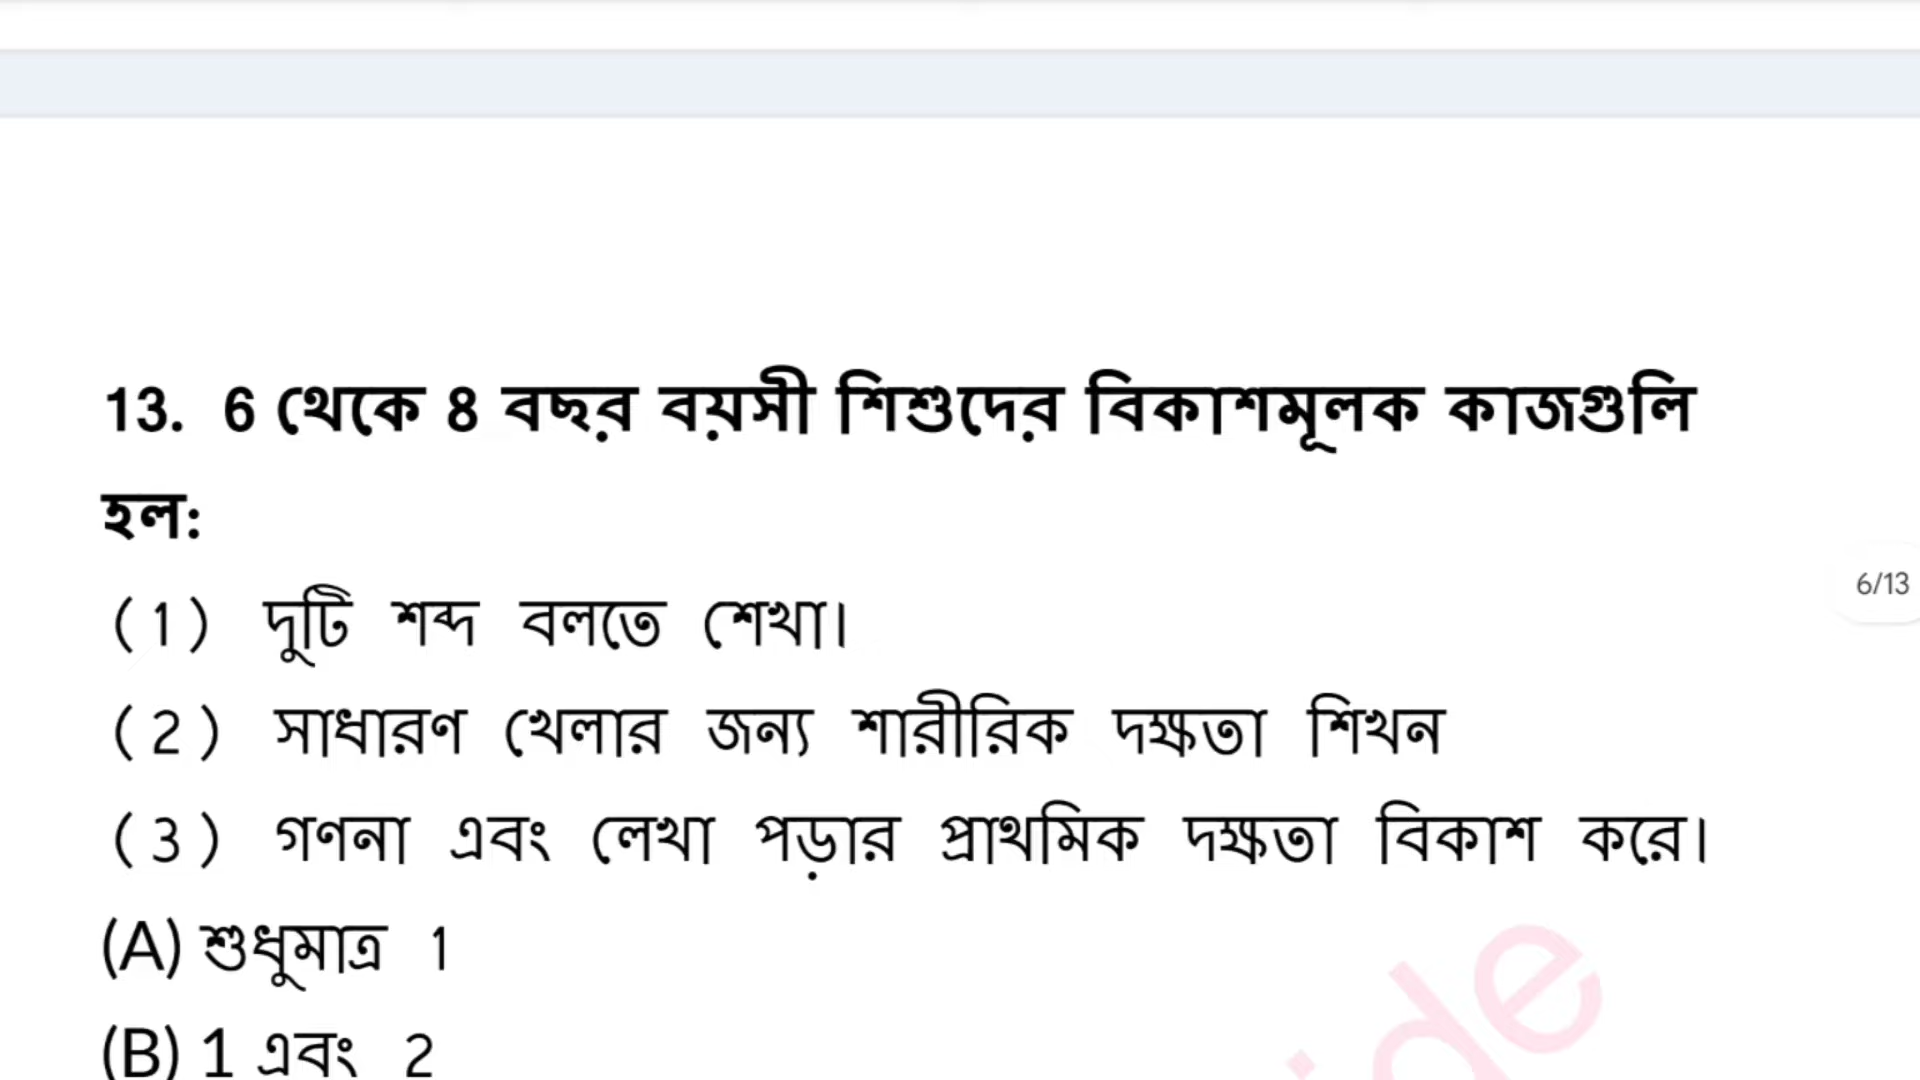 13. 6 থেকে 8 বছর বয়সী শিশুদের বিকাশমূলক কাজগুলি
হল:
(1) দুটি শব্দ বলতে শেখা।
(2) সাধারণ খেলার জন্য শারীরিক দক্ষতা শিখন
6/13
(3) গণনা এবং লেখা পড়ার প্রাথমিক দক্ষতা বিকাশ করে।
(A) শুধুমাত্র 1
(B) 1 এবং 2